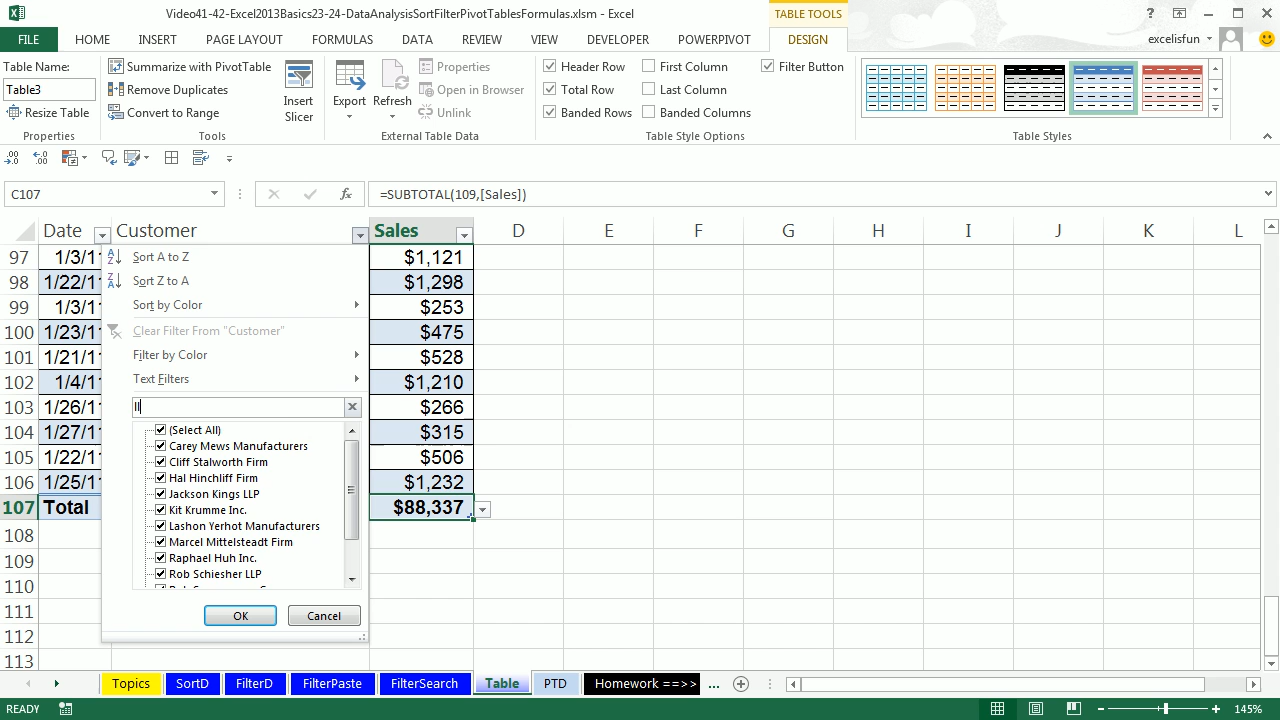 Video41-42-Excel2013Basics23-24-DataAnalysisSortFilterPivotTablesFormulas.xlsm - Excel
TABLE TOOLS
?
FILE HOME INSERT PAGE LAYOUT FORMULAS DATA REVIEW VIEW DEVELOPER POWERPIVOT DESIGN excelisfun
Table Name:
Table3
Resize Table
Properties
Summarize with PivotTable
Remove Duplicates
Convert to Range
Tools
Insert
Slicer
Export
Refresh
Properties
Open in Browser
Unlink
External Table Data
Header Row First Column Filter Button
Total Row Last Column
Banded Rows Banded Columns
Table Style Options
Table Styles
C107 fx =SUBTOTAL(109,[Sales])
Date Customer Sales D E F G H I J K L
97 1/3/1 $1,121
98 1/22/1 $1,298
99 1/3/1 $253
100 1/23/1 $475
101 1/21/1 $528
102 1/4/1 $1,210
103 1/26/1 $266
104 1/27/1 $315
105 1/22/1 $506
106 1/25/1 $1,232
107 Total $88,337
108
109
110
111
112
113
Sort A to Z
Sort Z to A
Sort by Color
Clear Filter From "Customer"
Filter by Color
Text Filters
ll
(Select All)
Carey Mews Manufacturers
Cliff Stalworth Firm
Hal Hinchliff Firm
Jackson Kings LLP
Kit Krumme Inc.
Lashon Yerhot Manufacturers
Marcel Mittelsteadt Firm
Raphael Huh Inc.
Rob Schiesher LLP
OK Cancel
Topics SortD FilterD FilterPaste FilterSearch Table PTD Homework ==>> ...
READY 145%